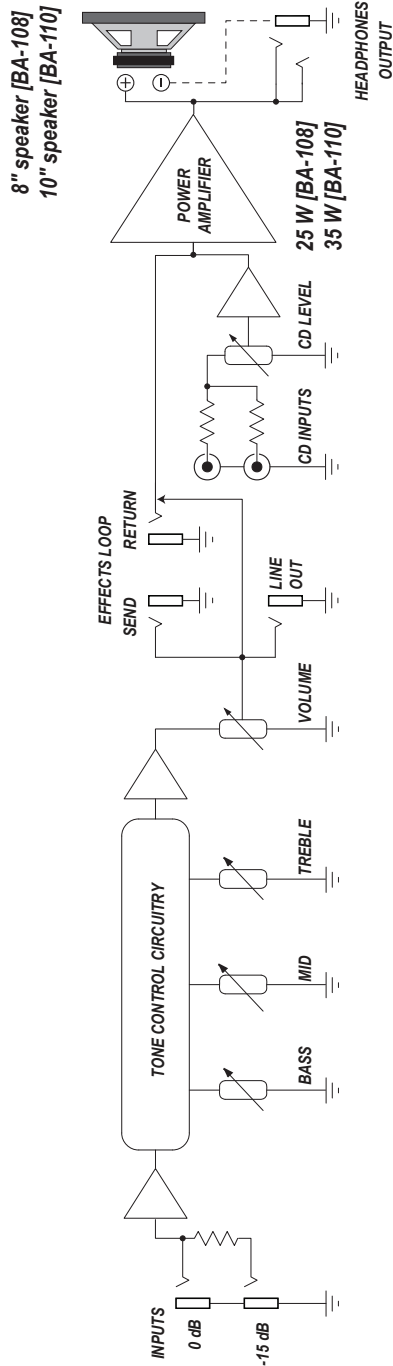 INPUTS
0 dB
-15 dB
TONE CONTROL CIRCUITRY
BASS
MID
TREBLE
VOLUME
EFFECTS LOOP
SEND
RETURN
LINE
OUT
CD INPUTS
CD LEVEL
POWER
AMPLIFIER
25 W [BA-108]
35 W [BA-110]
8" speaker [BA-108]
10" speaker [BA-110]
+
−
HEADPHONES
OUTPUT